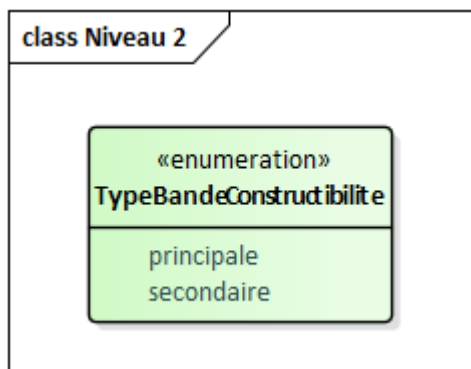 class Niveau 2
«enumeration»
TypeBandeConstructibilite
principale
secondaire